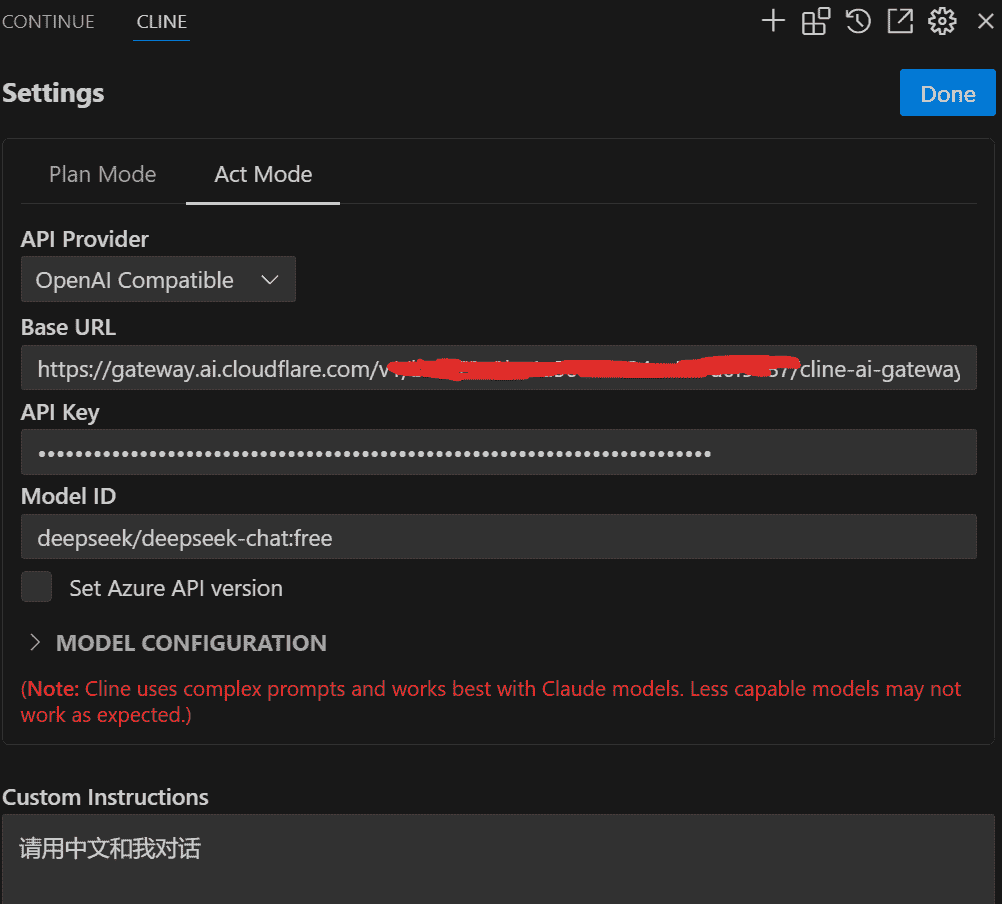 CONTINUE CLINE
Settings
Done
Plan Mode Act Mode
API Provider
OpenAI Compatible
Base URL
https://gateway.ai.cloudflare.com/v1/ /cline-ai-gateway
API Key
••••••••••••••••••••••••••••••••••••••••••••••••••••••••••••••••••••••••
Model ID
deepseek/deepseek-chat:free
Set Azure API version
MODEL CONFIGURATION
(Note: Cline uses complex prompts and works best with Claude models. Less capable models may not
work as expected.)
Custom Instructions
请用中文和我对话